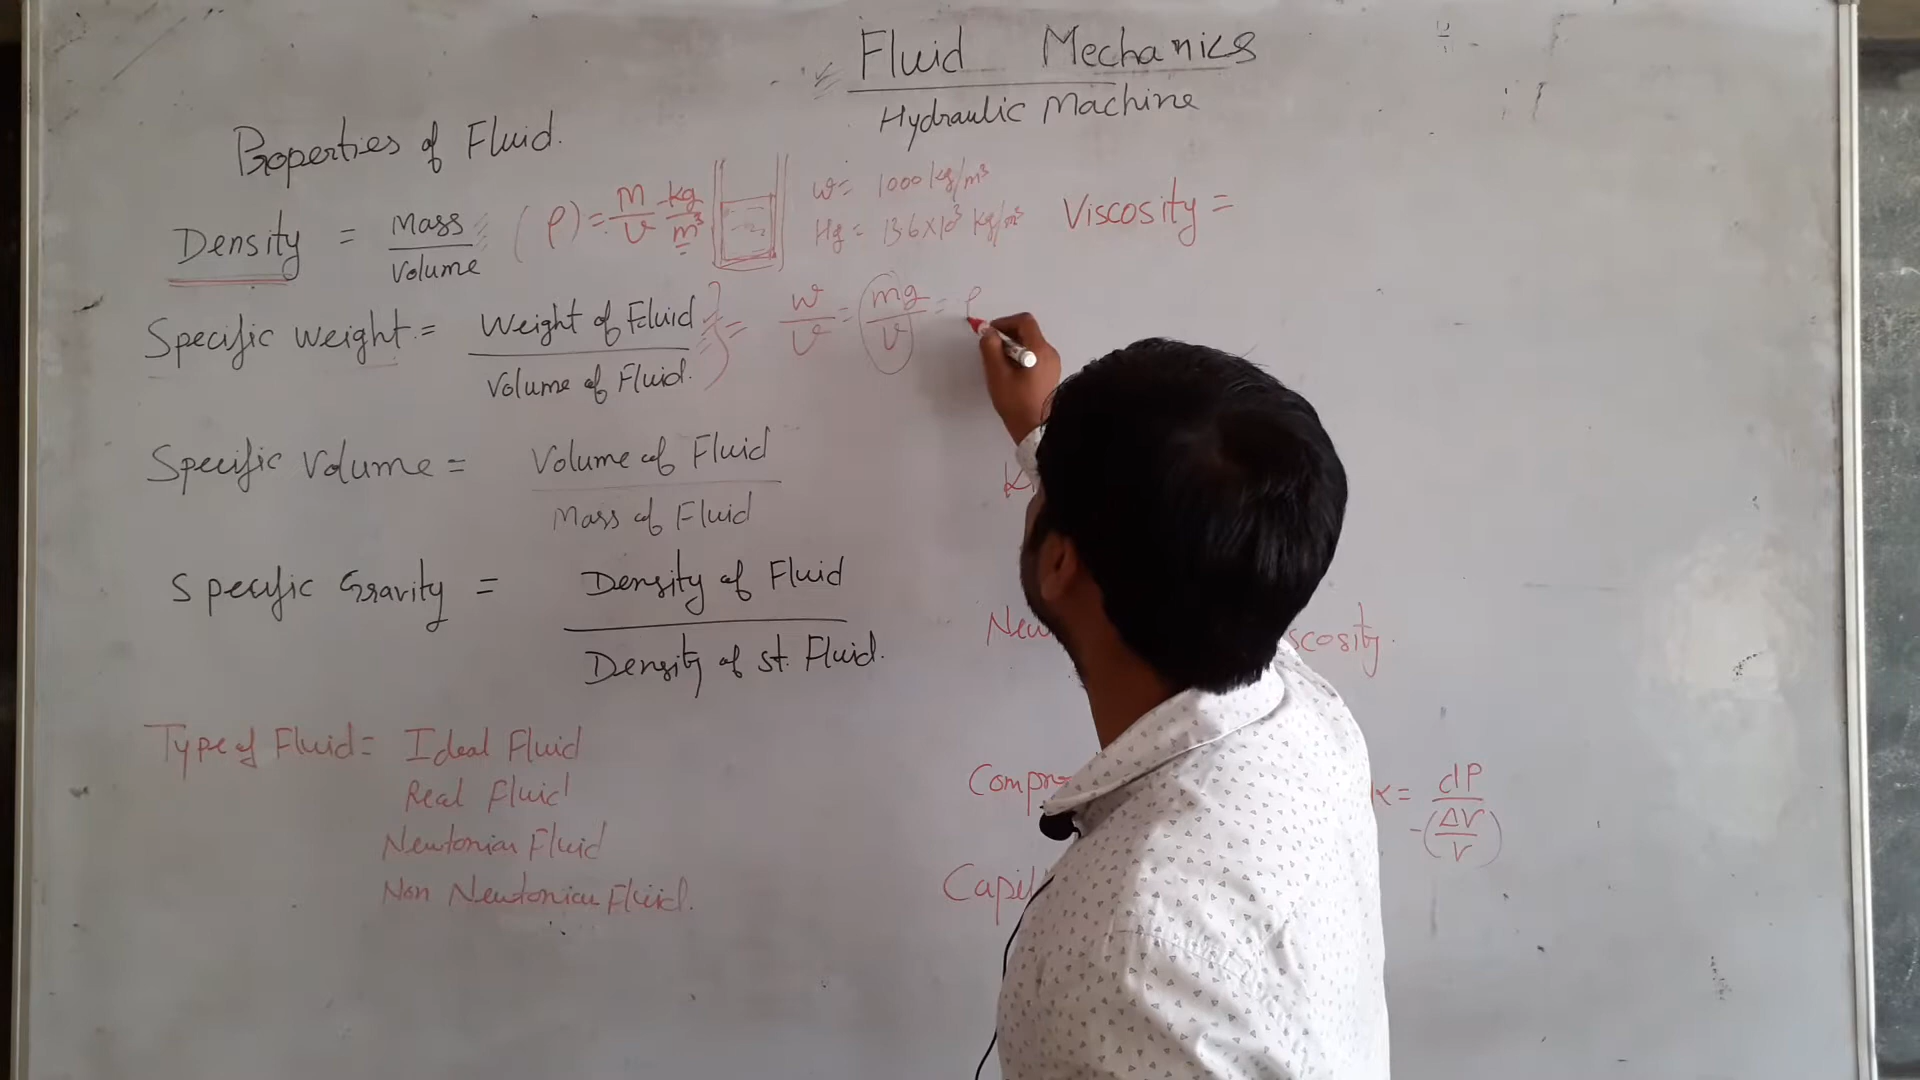 Fluid Mechanics
Hydraulic Machine
Properties of Fluid.
Density = Mass / Volume (ρ) = M/V kg/m³
w = 1000 kg/m³
Hg = 13.6×10³ kg/m³
Viscosity =
Specific weight = Weight of Fluid / Volume of Fluid. } = w/V = mg/V = ρ
Specific Volume = Volume of Fluid / Mass of Fluid
Specific Gravity = Density of Fluid / Density of st. Fluid.
Type of Fluid = Ideal Fluid
Real Fluid
Newtonian Fluid
Non Newtonian Fluid.
K = dP / -(ΔV/V)